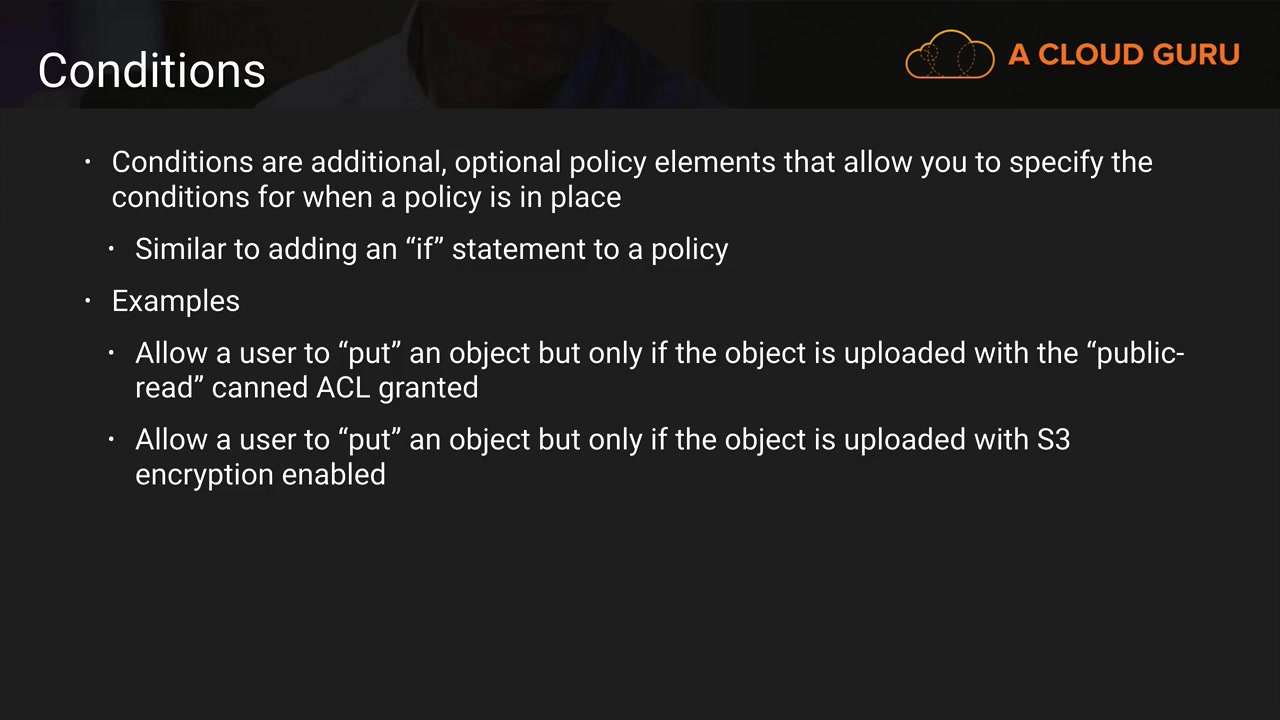 Conditions
A CLOUD GURU
• Conditions are additional, optional policy elements that allow you to specify the
conditions for when a policy is in place
• Similar to adding an “if” statement to a policy
• Examples
• Allow a user to “put” an object but only if the object is uploaded with the “public-
read” canned ACL granted
• Allow a user to “put” an object but only if the object is uploaded with S3
encryption enabled